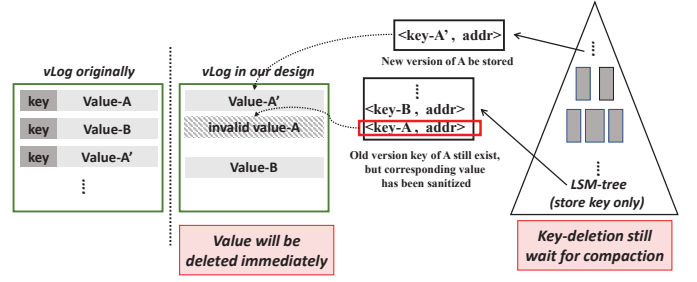 vLog originally
key Value-A
key Value-B
key Value-A’
vLog in our design
Value-A’
invalid value-A
Value-B
Value will be
deleted immediately
<key-A’, addr>
New version of A be stored
<key-B , addr>
<key-A , addr>
Old version key of A still exist,
but corresponding value
has been sanitized
LSM-tree
(store key only)
Key-deletion still
wait for compaction